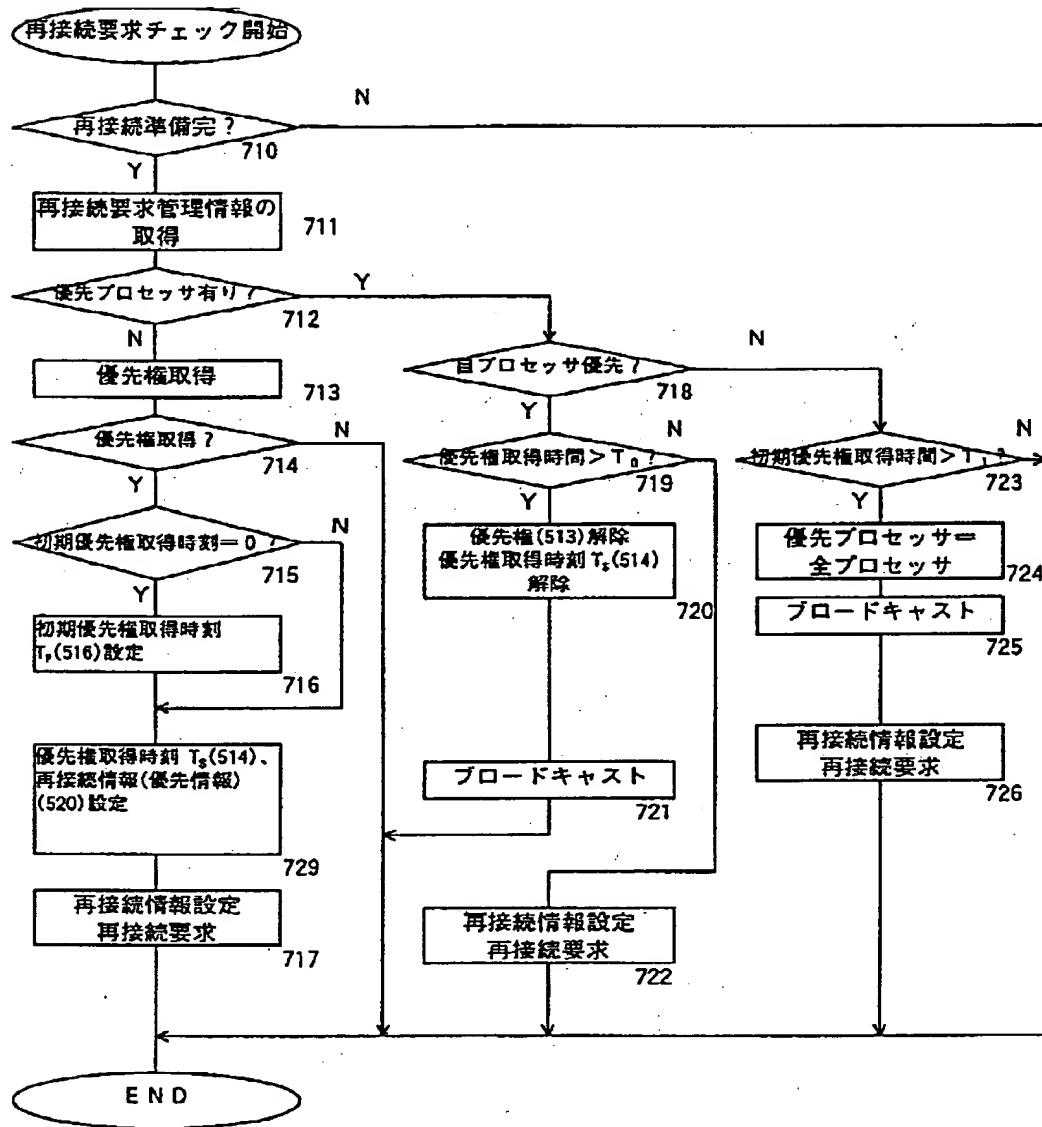 再接続要求チェック開始
N
再接続準備完?
710
Y
再接続要求管理情報の
取得
711
優先プロセッサ有り?
Y
712
N
優先権取得
713
優先権取得?
N
714
Y
初期優先権取得時刻=0?
N
715
Y
初期優先権取得時刻
T_F(516)設定
716
優先権取得時刻 T_S(514)、
再接続情報(優先情報)
(520)設定
729
再接続情報設定
再接続要求
717
自プロセッサ優先?
N
718
Y
優先権取得時間>T_0?
N
719
Y
優先権(513)解除
優先権取得時刻 T_S(514)
解除
720
ブロードキャスト
721
再接続情報設定
再接続要求
722
初期優先権取得時間>T_1?
N
723
Y
優先プロセッサ=
全プロセッサ
724
ブロードキャスト
725
再接続情報設定
再接続要求
726
END